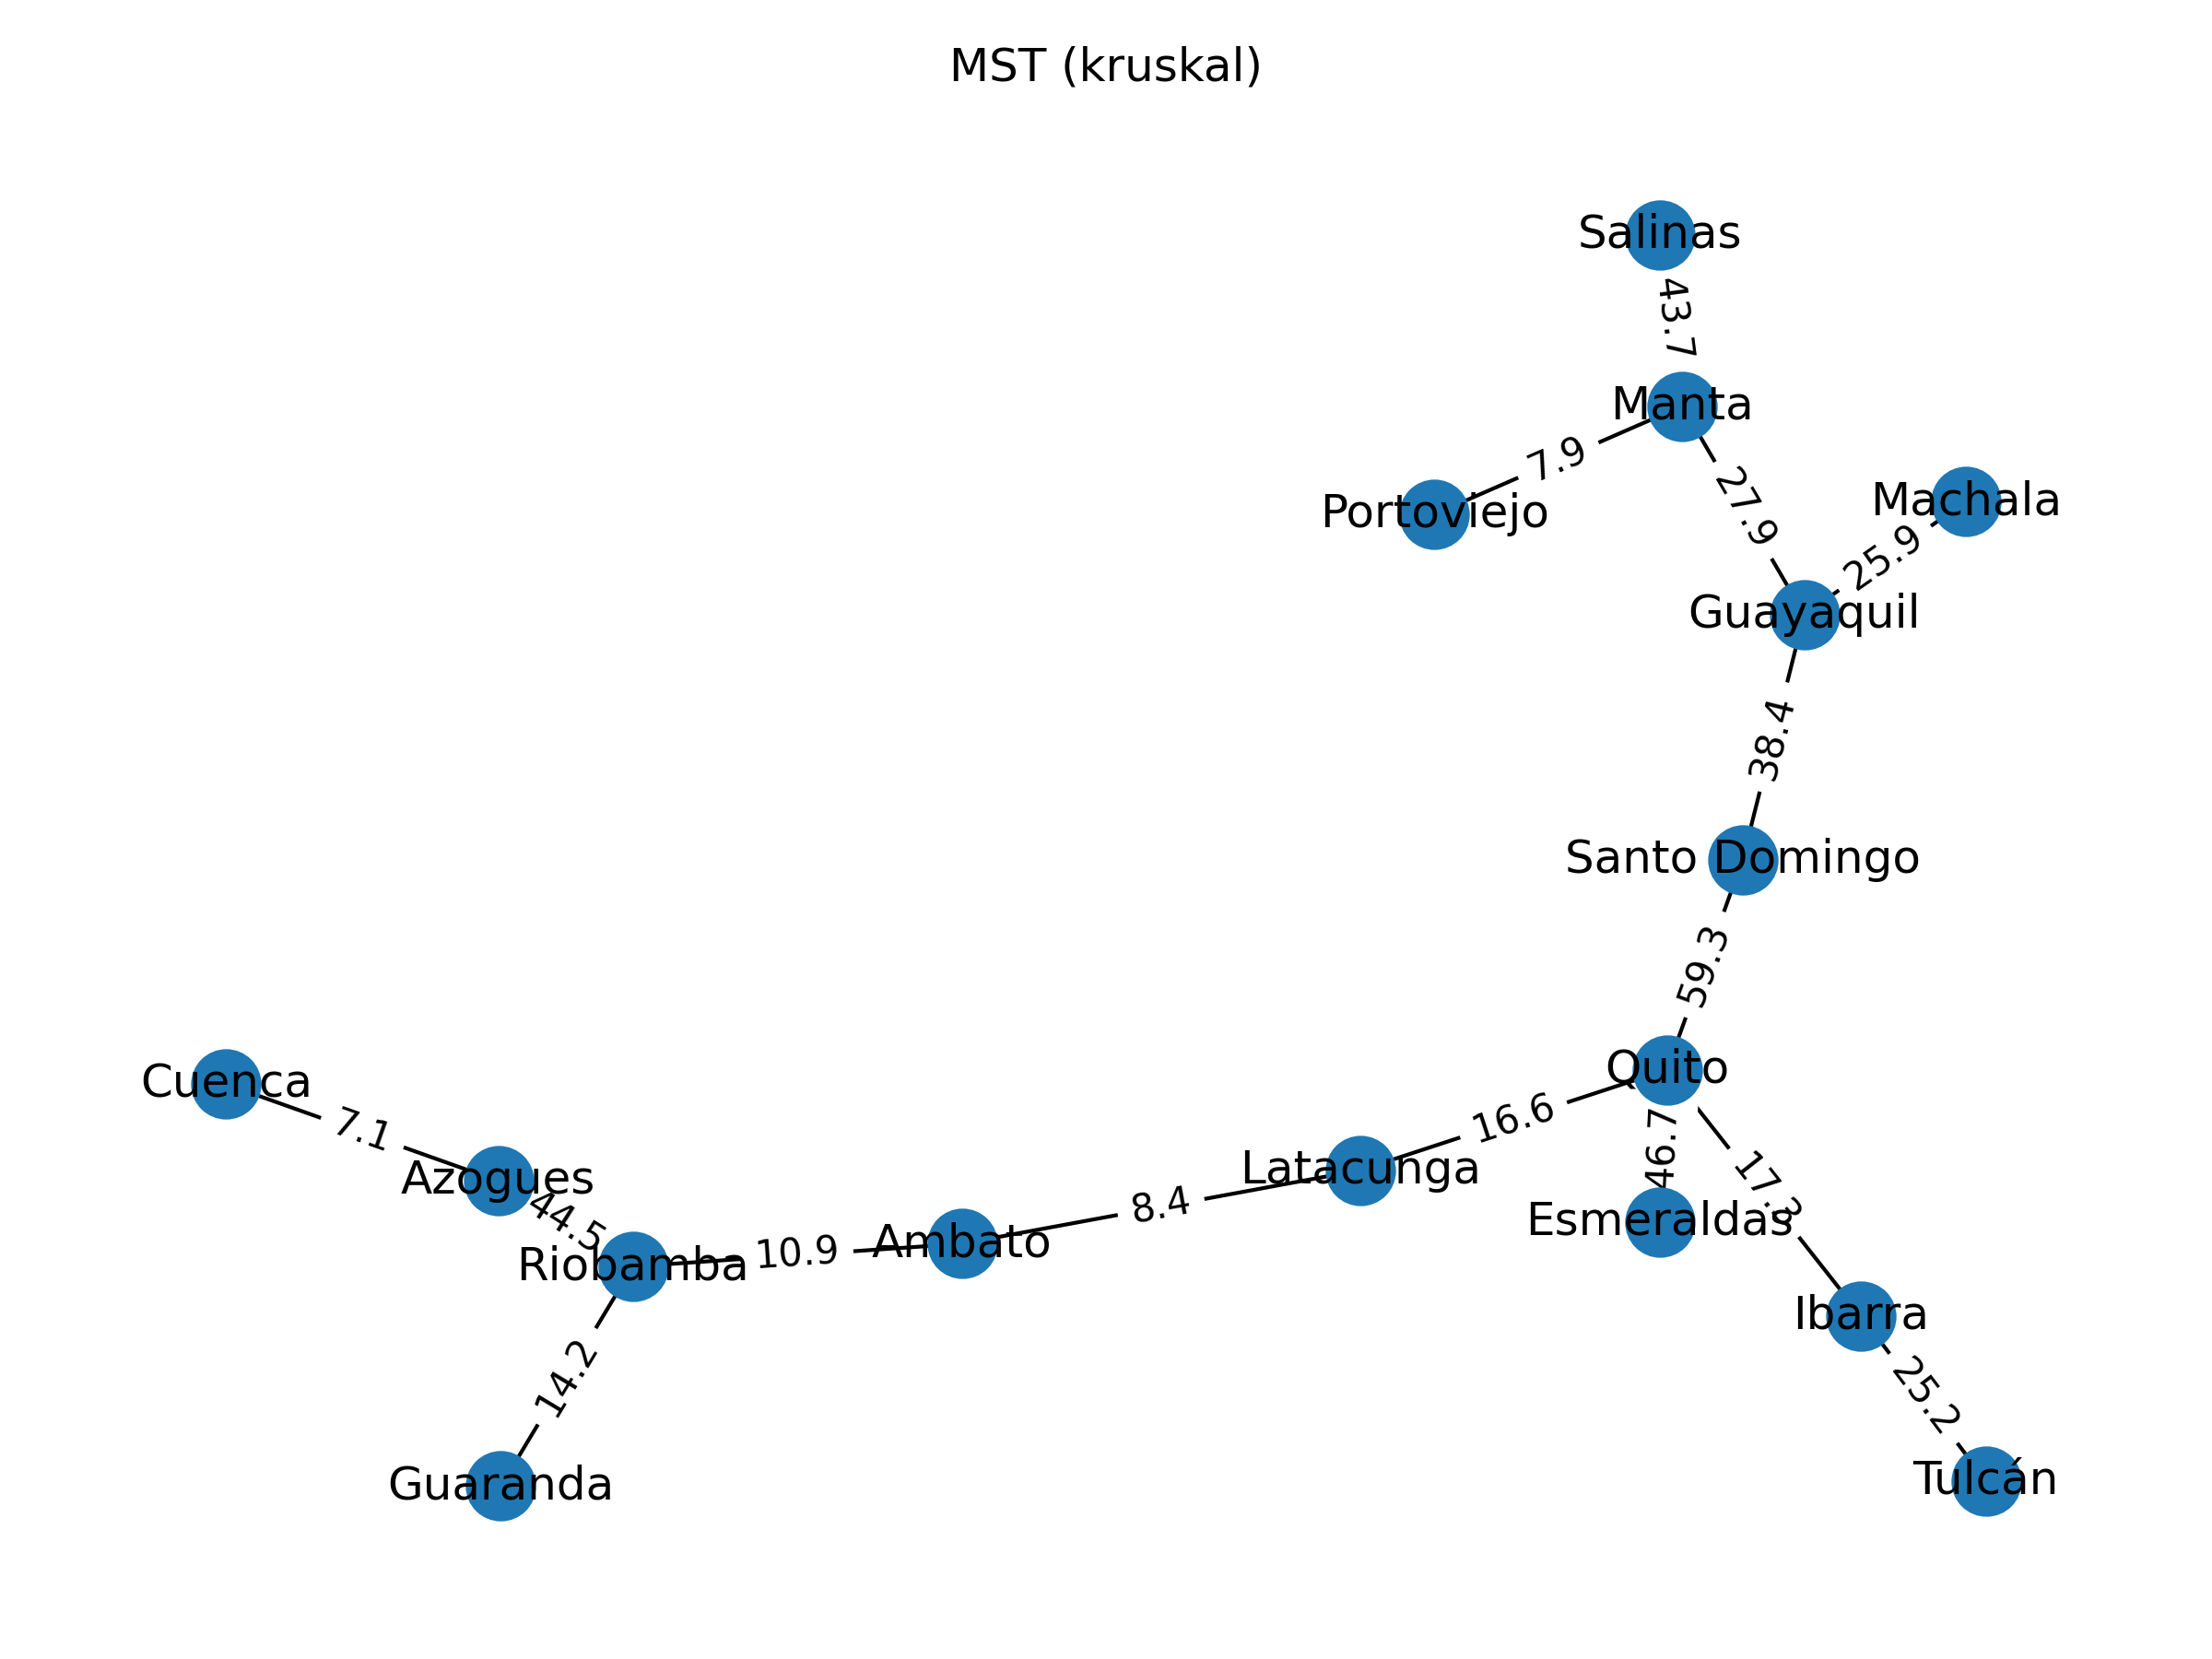 MST (kruskal)
Salinas
43.7
Manta
7.9
Portoviejo
27.9
Machala
25.9
Guayaquil
38.4
Santo Domingo
59.3
Quito
Cuenca
7.1
16.6
46.7
17.3
Azogues
Latacunga
44.5
8.4
Esmeraldas
Riobamba
10.9
Ambato
Ibarra
14.2
25.2
Guaranda
Tulcán